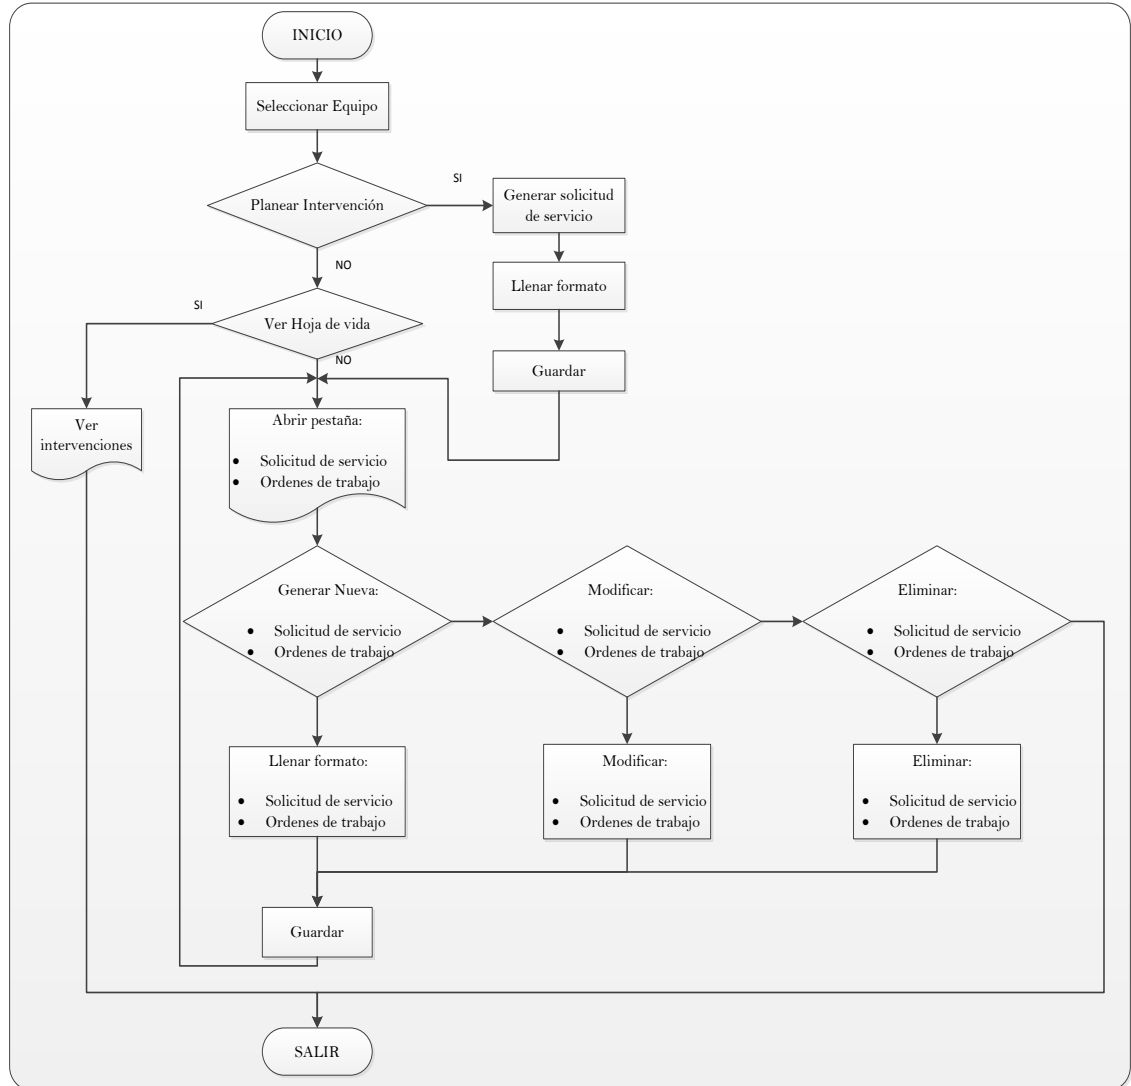 INICIO
Seleccionar Equipo
Planear Intervención
SI
Generar solicitud
de servicio
NO
Llenar formato
SI
Ver Hoja de vida
NO
Guardar
Ver
intervenciones
Abrir pestaña:
• Solicitud de servicio
• Ordenes de trabajo
Generar Nueva:
• Solicitud de servicio
• Ordenes de trabajo
Modificar:
• Solicitud de servicio
• Ordenes de trabajo
Eliminar:
• Solicitud de servicio
• Ordenes de trabajo
Llenar formato:
• Solicitud de servicio
• Ordenes de trabajo
Modificar:
• Solicitud de servicio
• Ordenes de trabajo
Eliminar:
• Solicitud de servicio
• Ordenes de trabajo
Guardar
SALIR